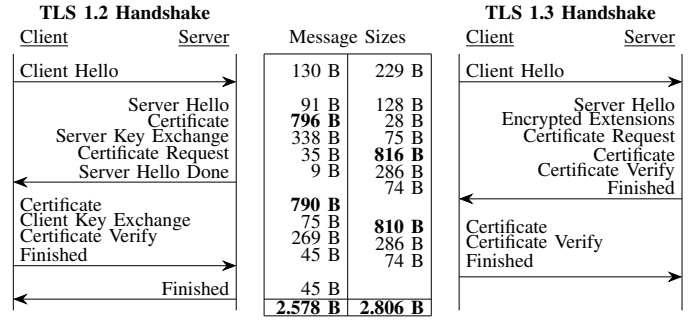 TLS 1.2 Handshake
Client Server
Client Hello
Server Hello
Certificate
Server Key Exchange
Certificate Request
Server Hello Done
Certificate
Client Key Exchange
Certificate Verify
Finished
Finished
Message Sizes
130 B 229 B
91 B 128 B
796 B 28 B
338 B 75 B
35 B 816 B
9 B 286 B
74 B
790 B
75 B 810 B
269 B 286 B
45 B 74 B
45 B
2.578 B 2.806 B
TLS 1.3 Handshake
Client Server
Client Hello
Server Hello
Encrypted Extensions
Certificate Request
Certificate
Certificate Verify
Finished
Certificate
Certificate Verify
Finished